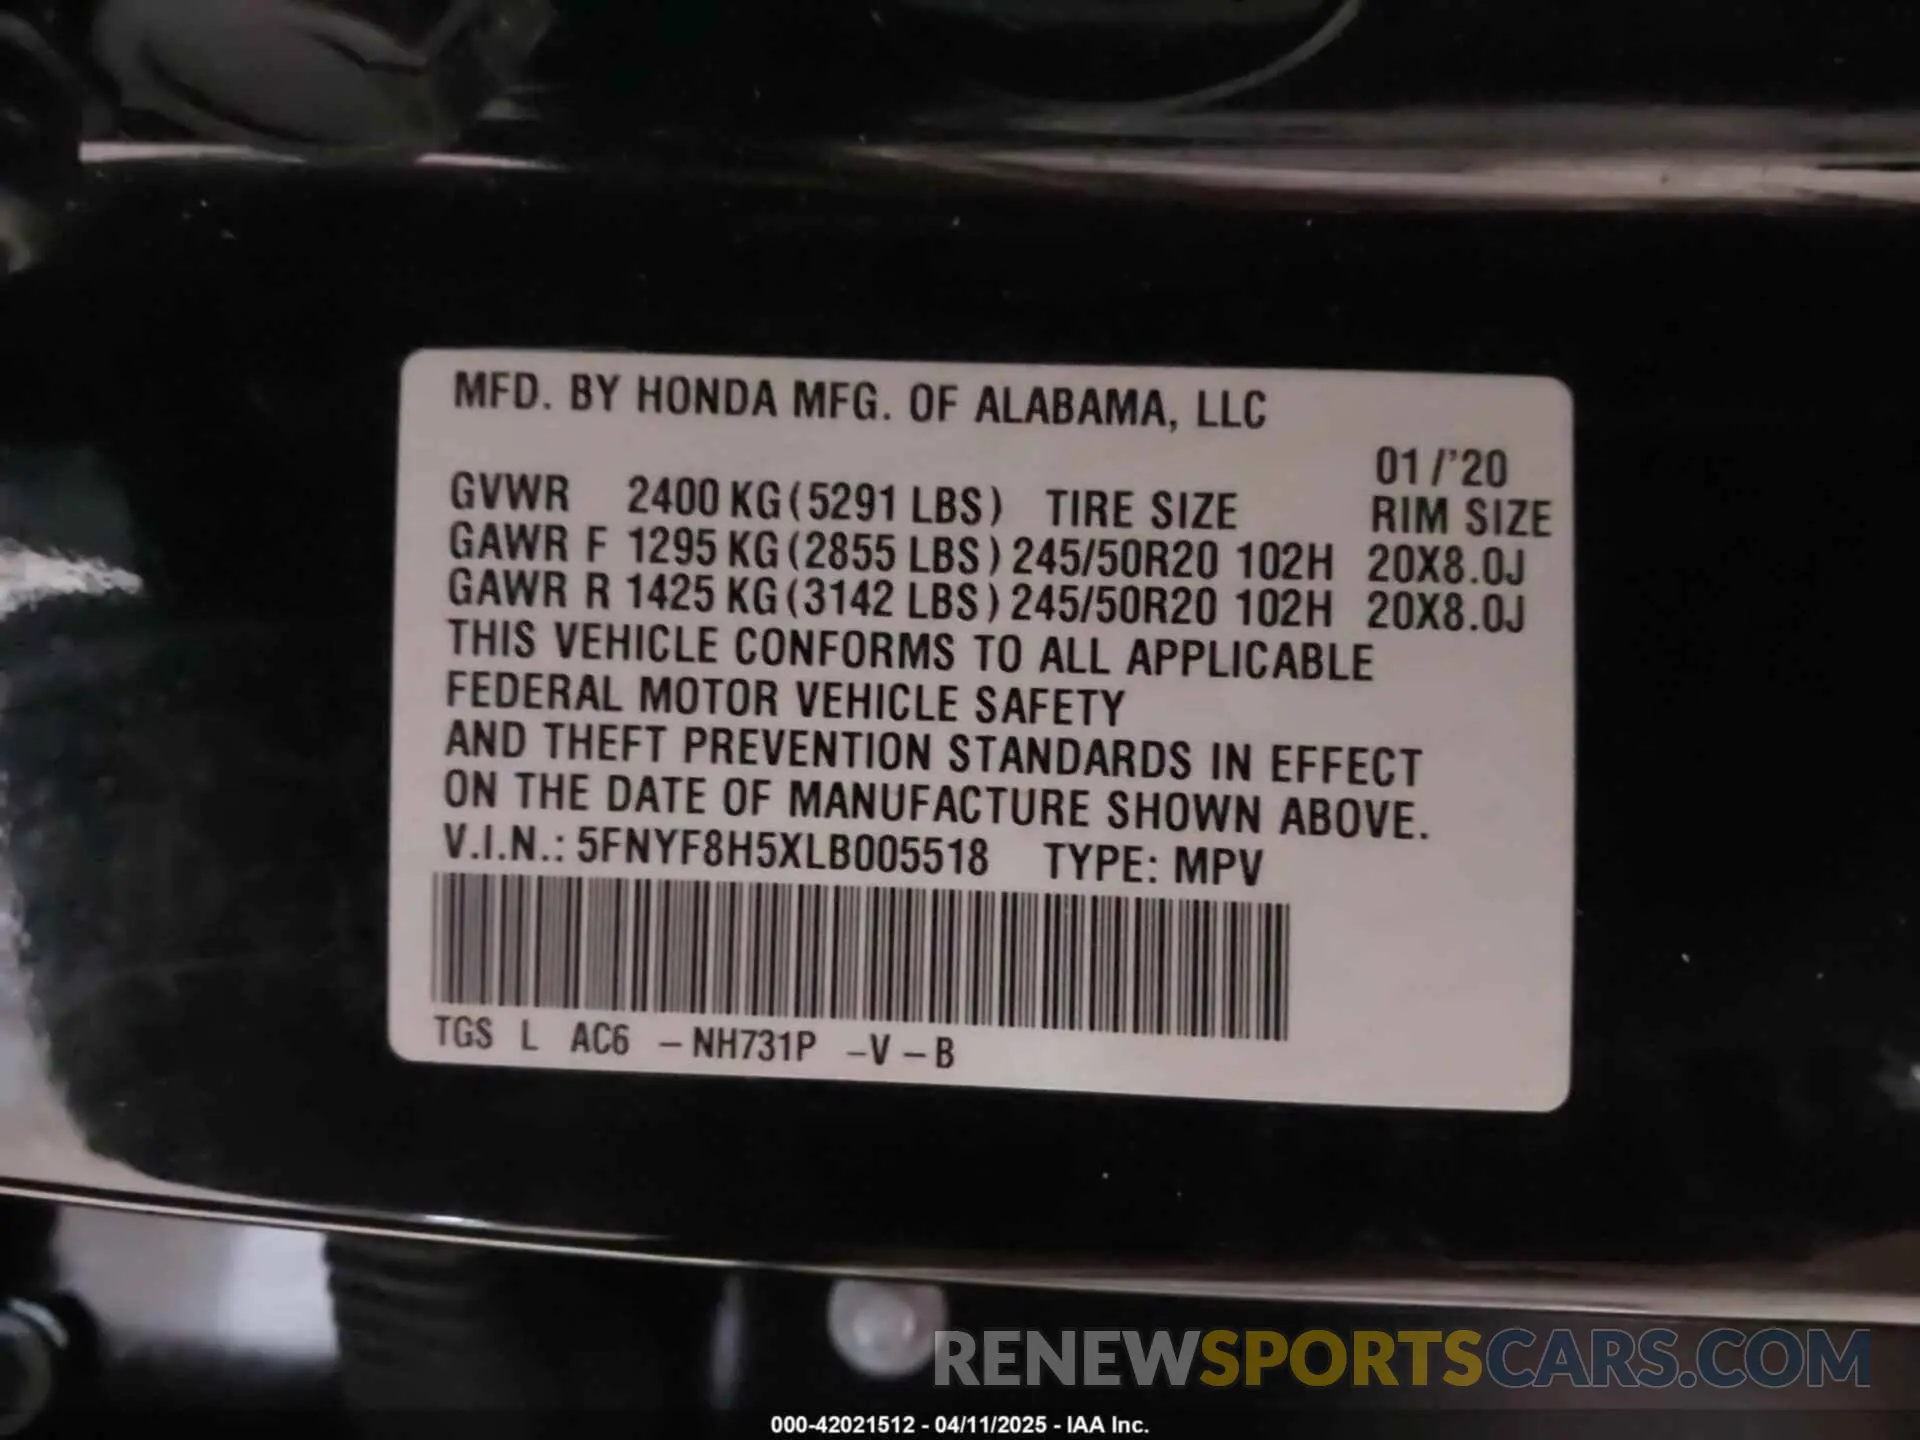 MFD. BY HONDA MFG. OF ALABAMA, LLC
01/'20
GVWR 2400 KG (5291 LBS) TIRE SIZE RIM SIZE
GAWR F 1295 KG (2855 LBS) 245/50R20 102H 20X8.0J
GAWR R 1425 KG (3142 LBS) 245/50R20 102H 20X8.0J
THIS VEHICLE CONFORMS TO ALL APPLICABLE
FEDERAL MOTOR VEHICLE SAFETY
AND THEFT PREVENTION STANDARDS IN EFFECT
ON THE DATE OF MANUFACTURE SHOWN ABOVE.
V.I.N.: 5FNYF8H5XLB005518 TYPE: MPV
TGS L AC6 –NH731P –V–B
RENEWSPORTSCARS.COM
000-42021512 - 04/11/2025 - IAA Inc.